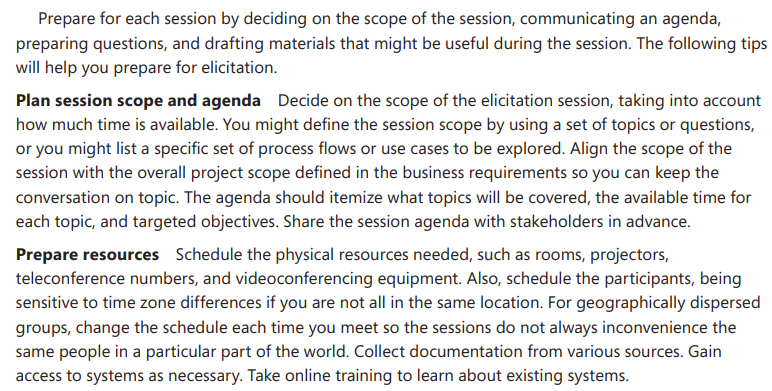 Prepare for each session by deciding on the scope of the session, communicating an agenda,
preparing questions, and drafting materials that might be useful during the session. The following tips
will help you prepare for elicitation.
Plan session scope and agenda Decide on the scope of the elicitation session, taking into account
how much time is available. You might define the session scope by using a set of topics or questions,
or you might list a specific set of process flows or use cases to be explored. Align the scope of the
session with the overall project scope defined in the business requirements so you can keep the
conversation on topic. The agenda should itemize what topics will be covered, the available time for
each topic, and targeted objectives. Share the session agenda with stakeholders in advance.
Prepare resources Schedule the physical resources needed, such as rooms, projectors,
teleconference numbers, and videoconferencing equipment. Also, schedule the participants, being
sensitive to time zone differences if you are not all in the same location. For geographically dispersed
groups, change the schedule each time you meet so the sessions do not always inconvenience the
same people in a particular part of the world. Collect documentation from various sources. Gain
access to systems as necessary. Take online training to learn about existing systems.